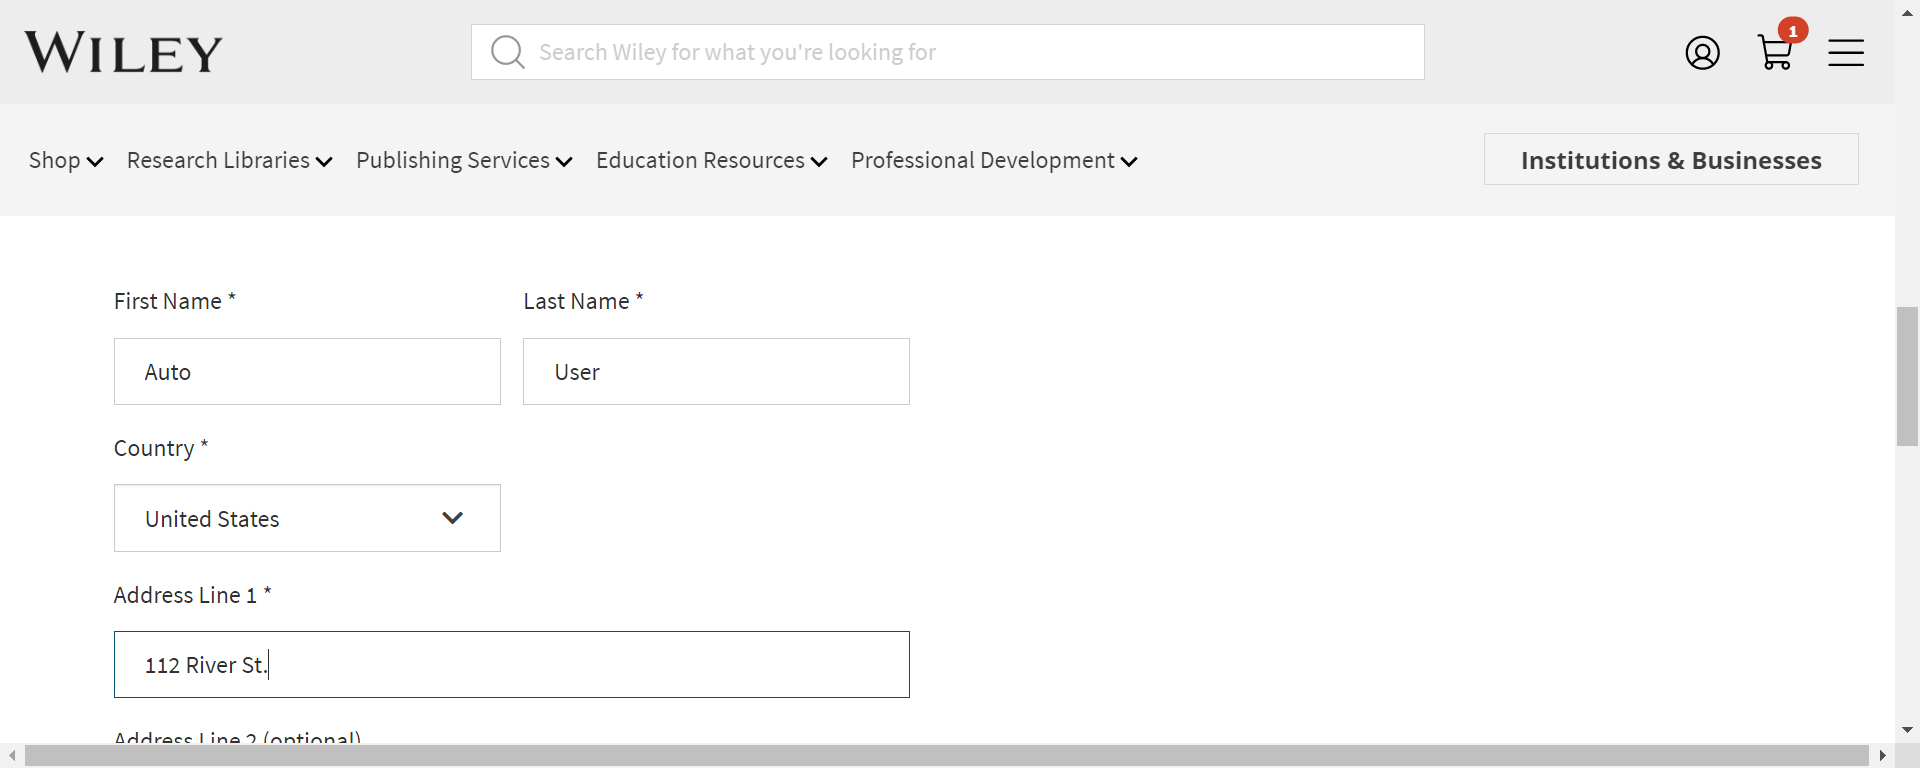 WILEY
Search Wiley for what you're looking for
1
Shop Research Libraries Publishing Services Education Resources Professional Development Institutions & Businesses
First Name * Last Name *
Auto User
Country *
United States
Address Line 1 *
112 River St.
Address Line 2 (optional)